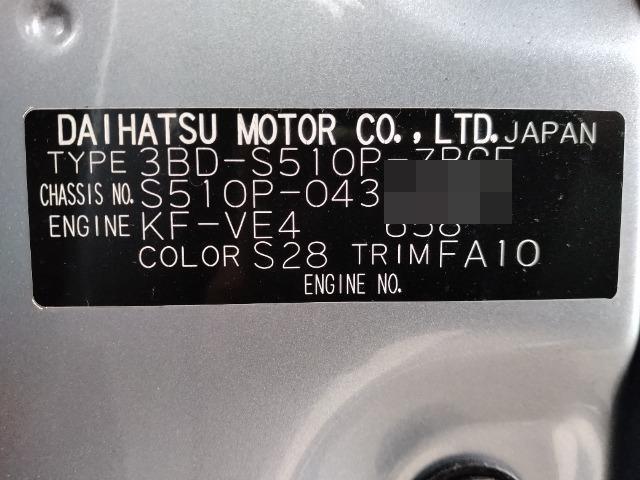 DAIHATSU MOTOR CO., LTD. JAPAN
TYPE 3BD-S510P-
CHASSIS NO. S510P-043
ENGINE KF-VE4 658
COLOR S28 TRIM FA10
ENGINE NO.